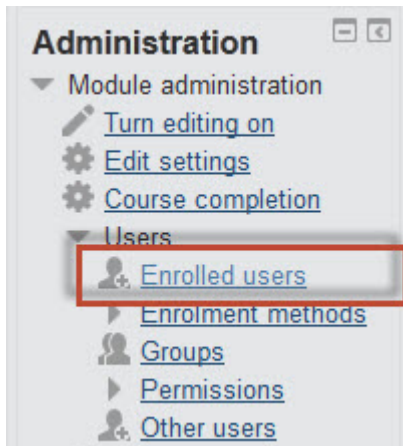 Administration
Module administration
Turn editing on
Edit settings
Course completion
Users
Enrolled users
Enrolment methods
Groups
Permissions
Other users